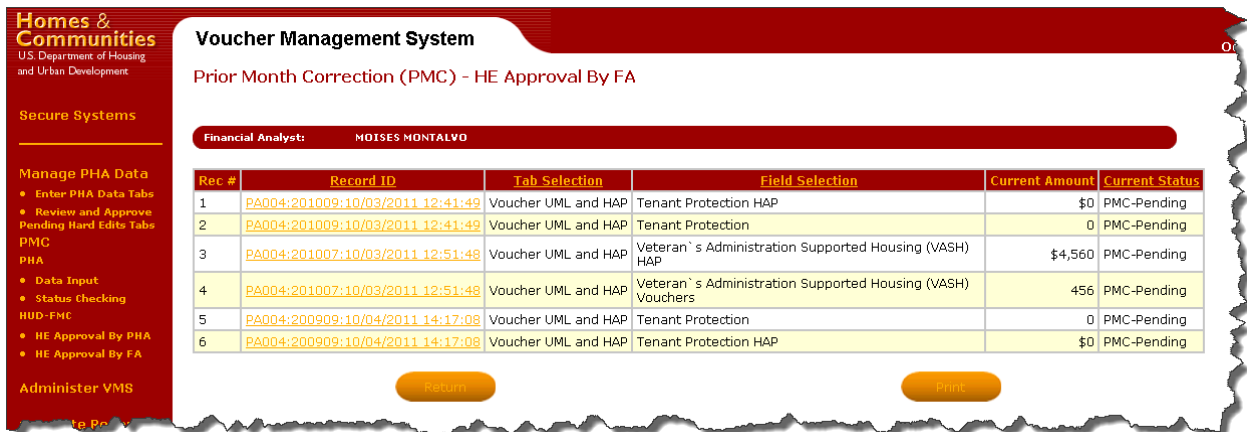 Homes &
Communities
U.S. Department of Housing
and Urban Development
Voucher Management System
Prior Month Correction (PMC) - HE Approval By FA
Secure Systems
Financial Analyst: MOISES MONTALVO
Manage PHA Data
• Enter PHA Data Tabs
• Review and Approve
Pending Hard Edits Tabs
PMC
PHA
• Data Input
• Status Checking
HUD-FMC
• HE Approval By PHA
• HE Approval By FA
Administer VMS
Rec # Record ID Tab Selection Field Selection Current Amount Current Status
1 PA004:201009:10/03/2011 12:41:49 Voucher UML and HAP Tenant Protection HAP $0 PMC-Pending
2 PA004:201009:10/03/2011 12:41:49 Voucher UML and HAP Tenant Protection 0 PMC-Pending
3 PA004:201007:10/03/2011 12:51:48 Voucher UML and HAP Veteran`s Administration Supported Housing (VASH)
HAP $4,560 PMC-Pending
4 PA004:201007:10/03/2011 12:51:48 Voucher UML and HAP Veteran`s Administration Supported Housing (VASH)
Vouchers 456 PMC-Pending
5 PA004:200909:10/04/2011 14:17:08 Voucher UML and HAP Tenant Protection 0 PMC-Pending
6 PA004:200909:10/04/2011 14:17:08 Voucher UML and HAP Tenant Protection HAP $0 PMC-Pending
Return Print